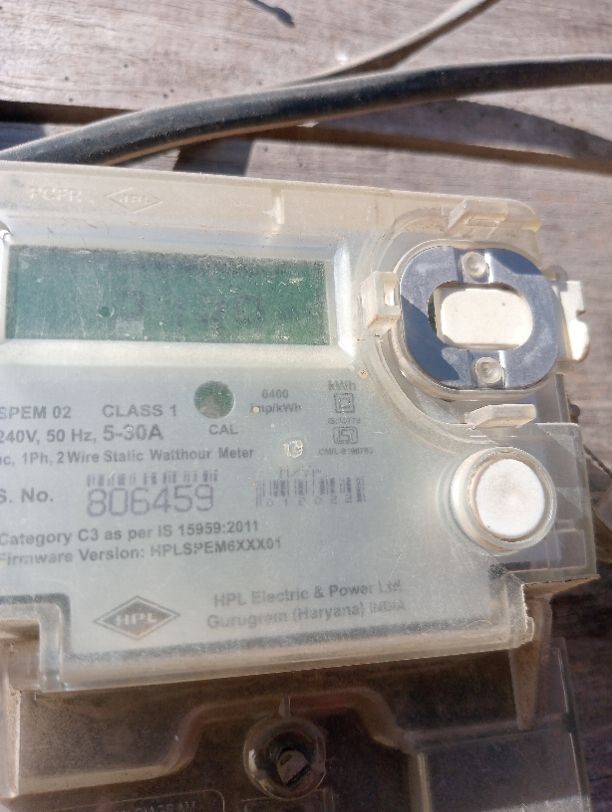 HPL
kWh
6400
imp/kWh
SPEM 02 CLASS 1
240V, 50 Hz, 5-30A
CAL
ac, 1Ph, 2 Wire Static Watthour Meter
S. No. 806459
Category C3 as per IS 15959:2011
Firmware Version: HPLSPEM6XXX01
HPL
HPL Electric & Power Ltd.
Gurugram (Haryana) INDIA